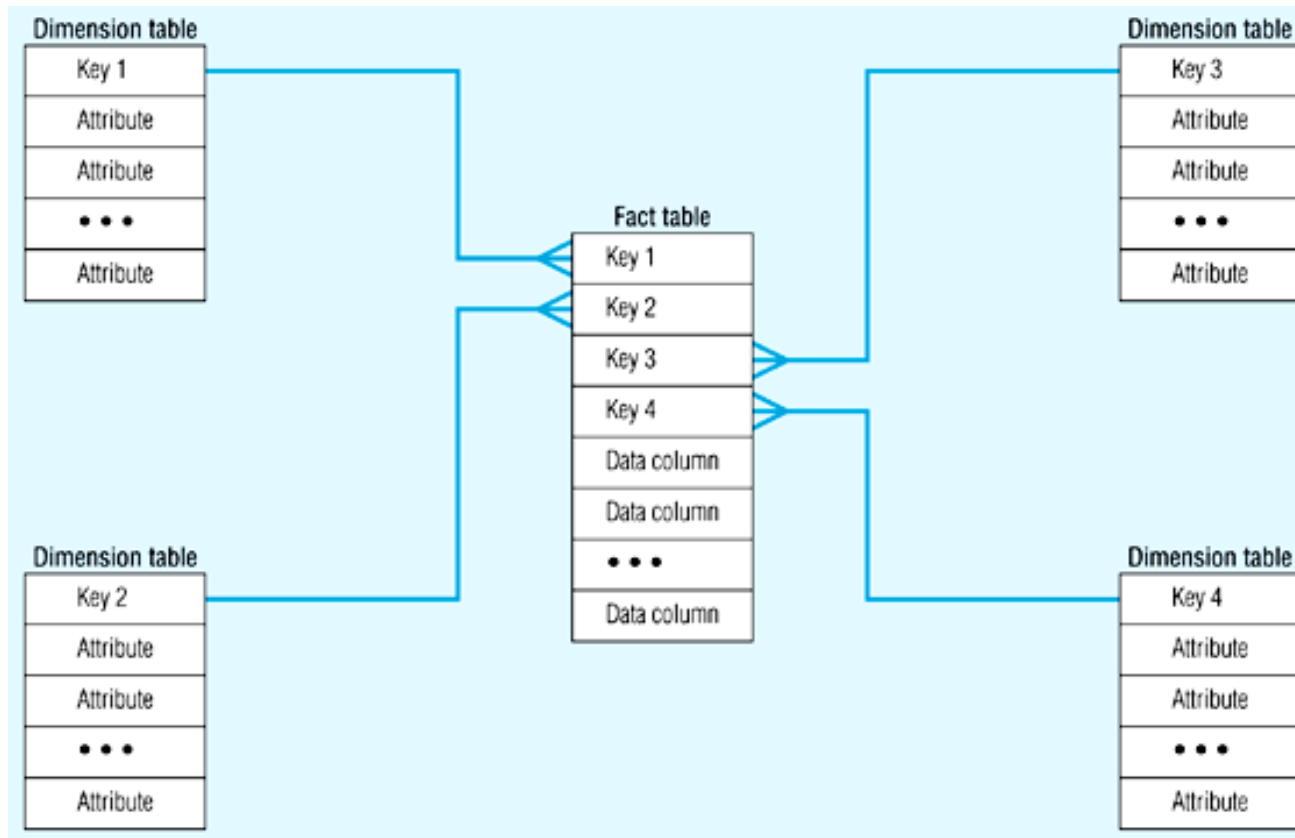 Dimension table
Key 1
Attribute
Attribute
•••
Attribute
Dimension table
Key 3
Attribute
Attribute
•••
Attribute
Fact table
Key 1
Key 2
Key 3
Key 4
Data column
Data column
•••
Data column
Dimension table
Key 2
Attribute
Attribute
•••
Attribute
Dimension table
Key 4
Attribute
Attribute
•••
Attribute